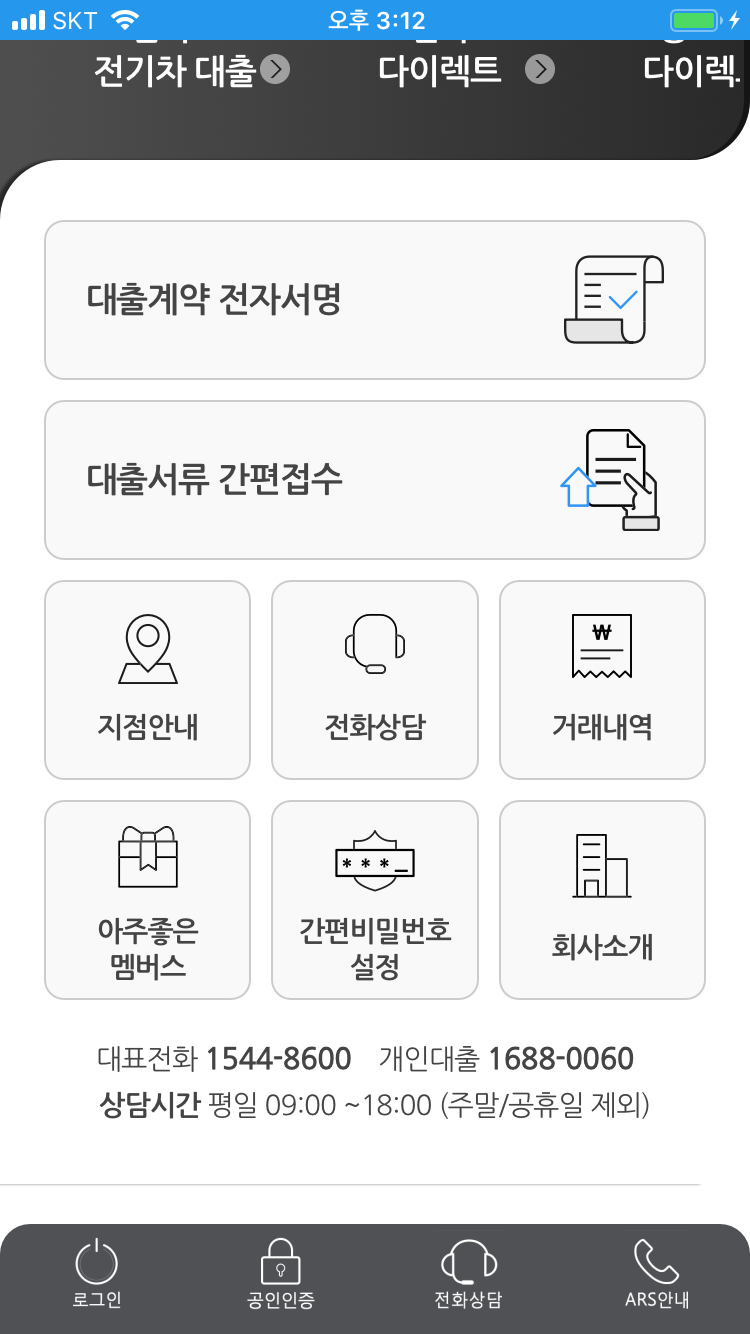 SKT 오후 3:12
전기차 대출 다이렉트
대출계약 전자서명
대출서류 간편접수
지점안내 전화상담 거래내역
₩
아주좋은 간편비밀번호 회사소개
멤버스 설정
***_
대표전화 1544-8600 개인대출 1688-0060
상담시간 평일 09:00 ~18:00 (주말/공휴일 제외)
로그인 공인인증 전화상담 ARS안내